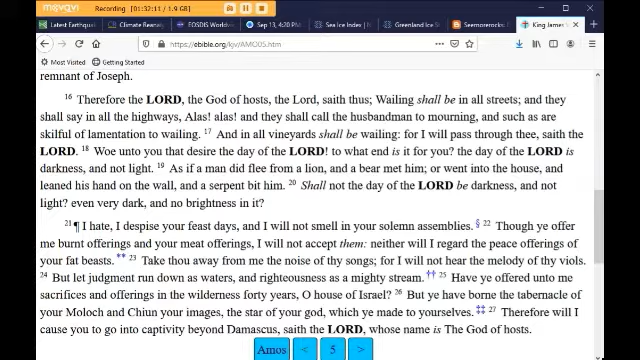 movavi Recording 01:32:11 | 1.9 GB
Latest Earthquak Climate Reanaly EOSDIS Worldvie Sep 13, 4:20 PM Sea Ice Index | N Greenland Ice S Seemorerocks: E King James V
https://ebible.org/kjv/AMO05.htm
Most Visited Getting Started
remnant of Joseph.
16 Therefore the LORD, the God of hosts, the Lord, saith thus; Wailing shall be in all streets; and they
shall say in all the highways, Alas! alas! and they shall call the husbandman to mourning, and such as are
skilful of lamentation to wailing. 17 And in all vineyards shall be wailing: for I will pass through thee, saith the
LORD. 18 Woe unto you that desire the day of the LORD! to what end is it for you? the day of the LORD is
darkness, and not light. 19 As if a man did flee from a lion, and a bear met him; or went into the house, and
leaned his hand on the wall, and a serpent bit him. 20 Shall not the day of the LORD be darkness, and not
light? even very dark, and no brightness in it?
21 ¶ I hate, I despise your feast days, and I will not smell in your solemn assemblies. § 22 Though ye offer
me burnt offerings and your meat offerings, I will not accept them: neither will I regard the peace offerings of
your fat beasts. ** 23 Take thou away from me the noise of thy songs; for I will not hear the melody of thy viols.
24 But let judgment run down as waters, and righteousness as a mighty stream. †† 25 Have ye offered unto me
sacrifices and offerings in the wilderness forty years, O house of Israel? 26 But ye have borne the tabernacle of
your Moloch and Chiun your images, the star of your god, which ye made to yourselves. ‡‡ 27 Therefore will I
cause you to go into captivity beyond Damascus, saith the LORD, whose name is The God of hosts.
Amos < 5 >